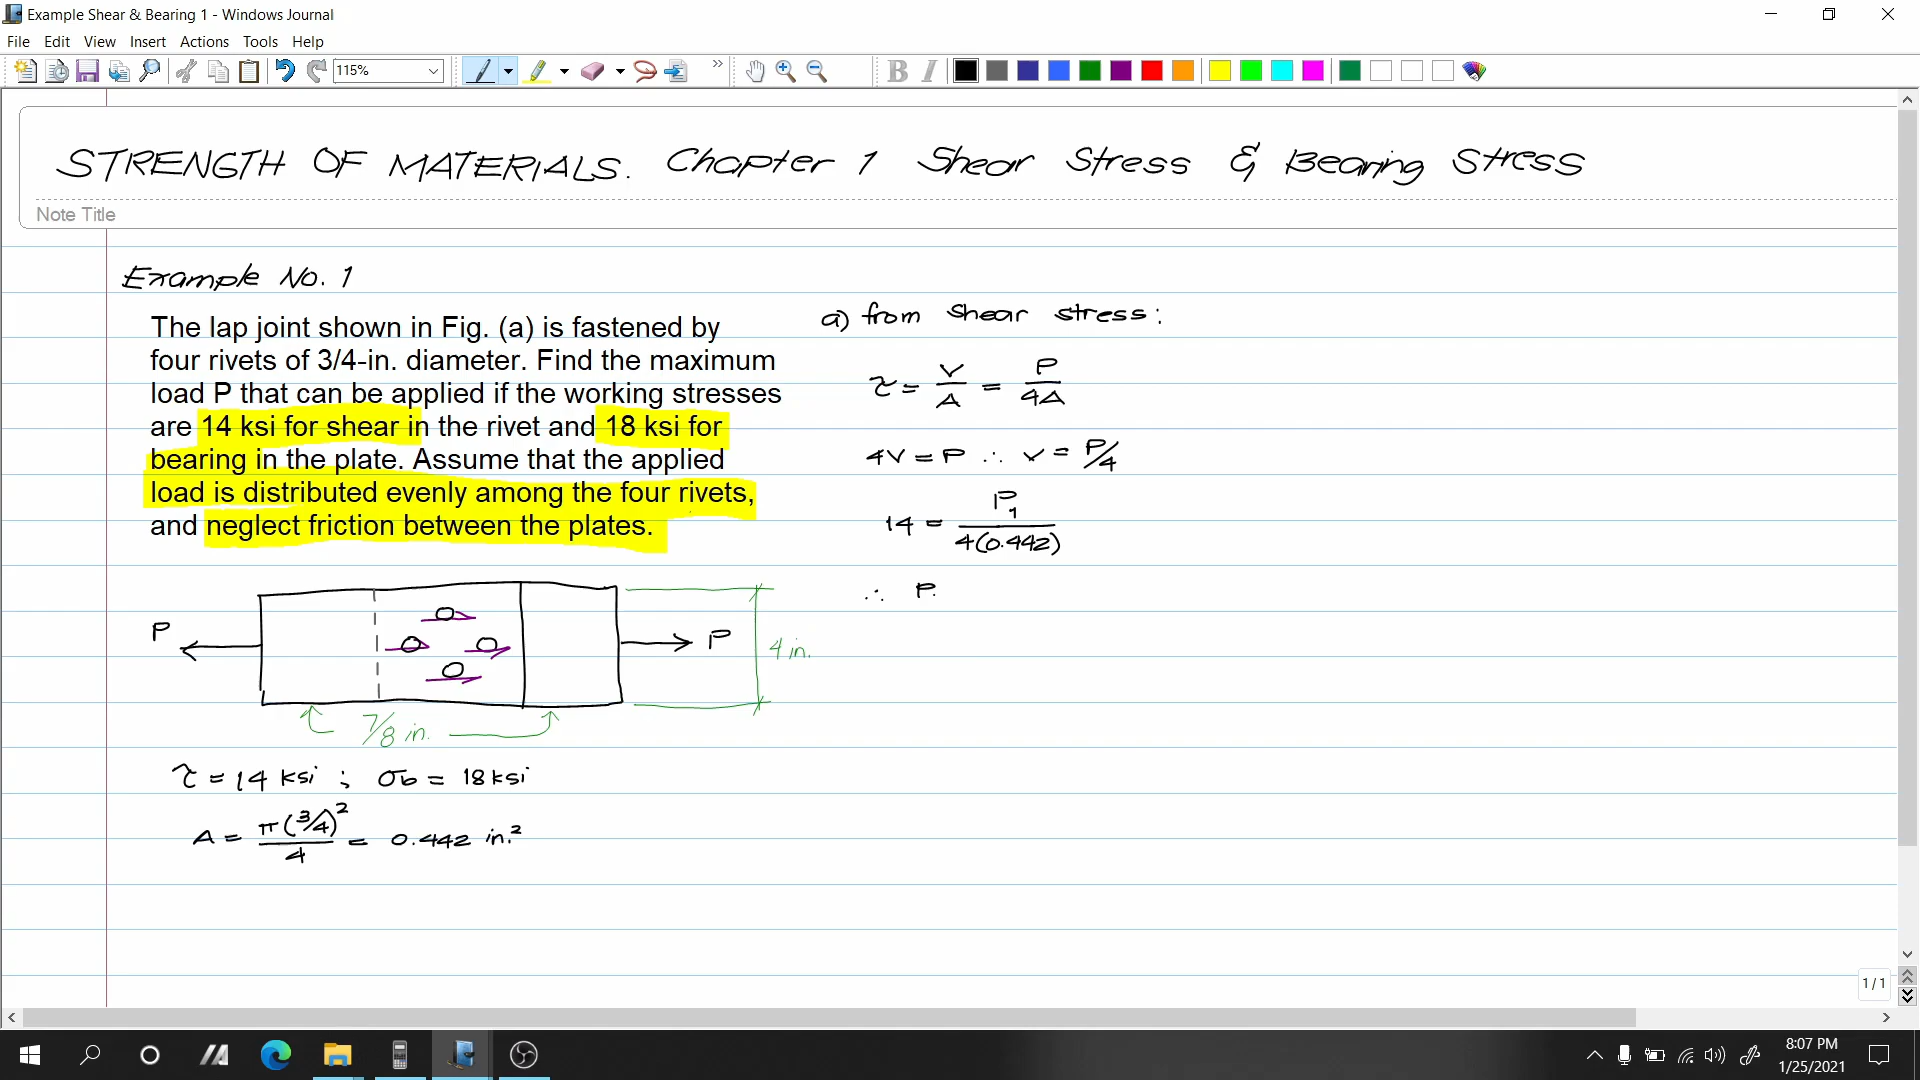 Example Shear & Bearing 1 - Windows Journal
File Edit View Insert Actions Tools Help
115%
B I
STRENGTH OF MATERIALS. Chapter 1 Shear Stress & Bearing Stress
Note Title
Example No. 1
The lap joint shown in Fig. (a) is fastened by
four rivets of 3/4-in. diameter. Find the maximum
load P that can be applied if the working stresses
are 14 ksi for shear in the rivet and 18 ksi for
bearing in the plate. Assume that the applied
load is distributed evenly among the four rivets,
and neglect friction between the plates.
P
P
4 in.
7/8 in.
τ = 14 ksi ; σb = 18 ksi
A = π(3/4)² / 4 = 0.442 in.²
a) from shear stress:
τ = V/A = P/4A
4V = P ∴ V = P/4
14 = P₁ / 4(0.442)
∴ P
1 / 1
8:07 PM
1/25/2021